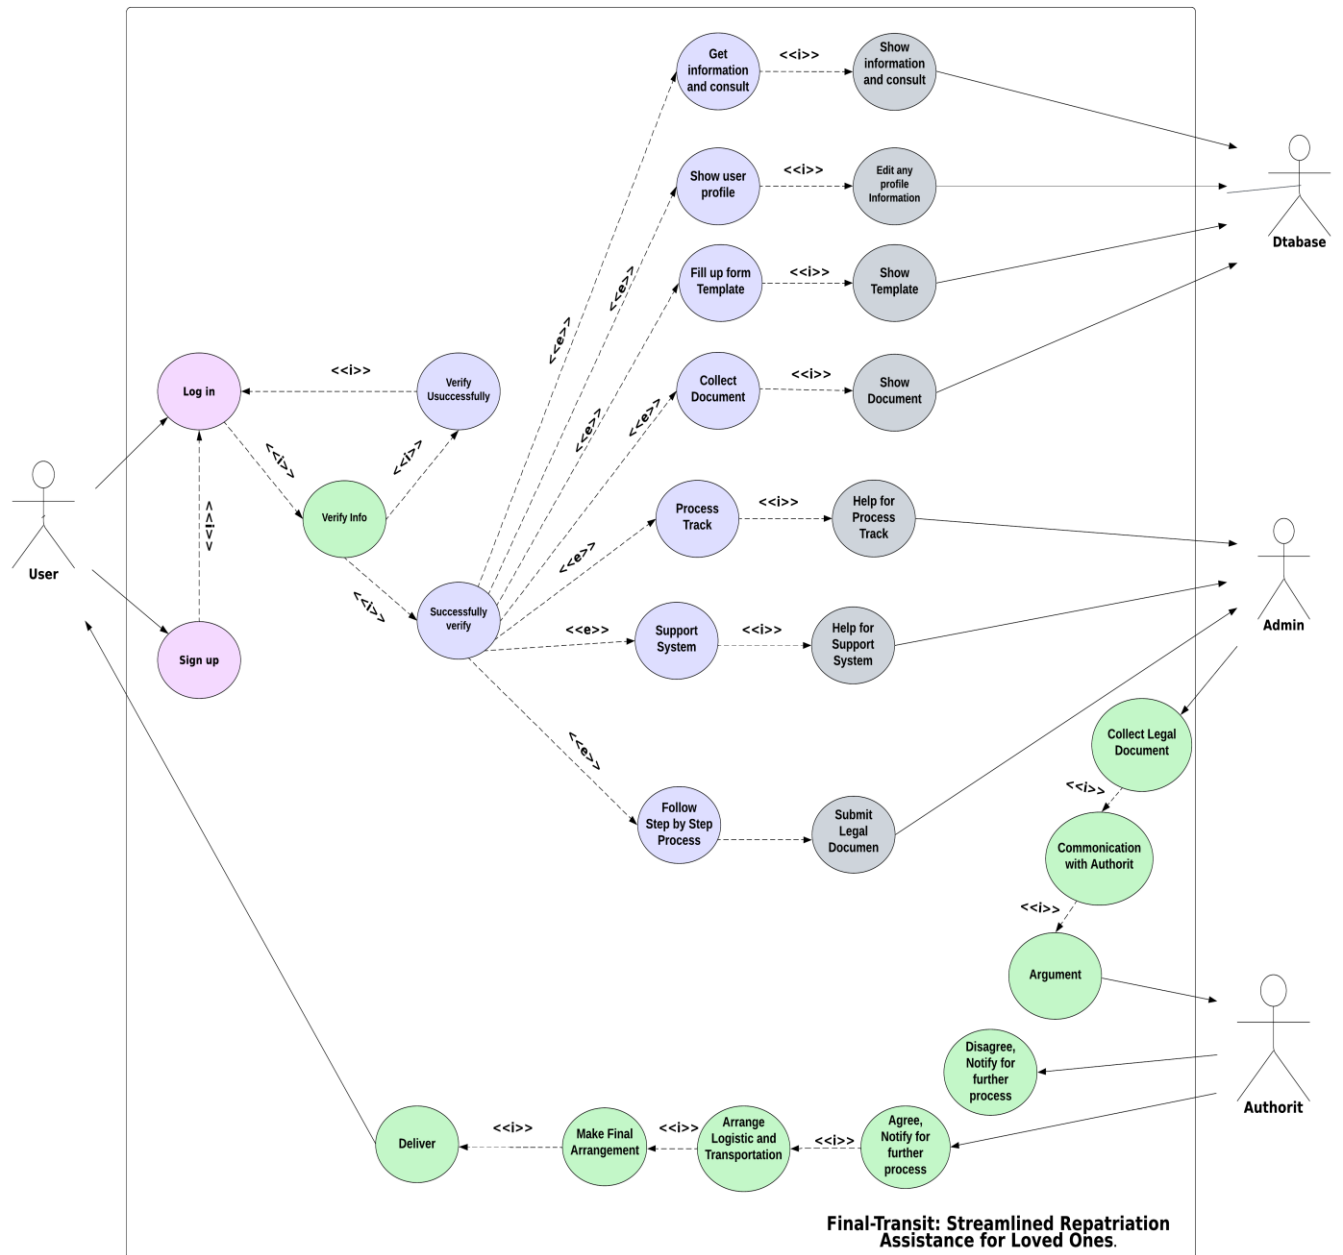 Get
information
and consult
<<i>>
Show
information
and consult
Show user
profile
<<i>>
Edit any
profile
Information
Dtabase
Fill up form
Template
<<i>>
Show
Template
<<e>>
<<e>>
Collect
Document
<<i>>
Show
Document
<<e>>
<<e>>
Log in
<<i>>
Verify
Usuccessfully
<<i>>
<<i>>
Verify Info
<<i>>
User
Sign up
<<i>>
Successfully
verify
<<e>>
Process
Track
<<i>>
Help for
Process
Track
<<e>>
Support
System
<<i>>
Help for
Support
System
Admin
<<e>>
Follow
Step by Step
Process
Submit
Legal
Documen
Collect Legal
Document
<<i>>
Communication
with Authorit
<<i>>
Argument
Authorit
Disagree,
Notify for
further
process
Agree,
Notify for
further
process
<<i>>
Arrange
Logistic and
Transportation
<<i>>
Make Final
Arrangement
<<i>>
Deliver
Final-Transit: Streamlined Repatriation
Assistance for Loved Ones.